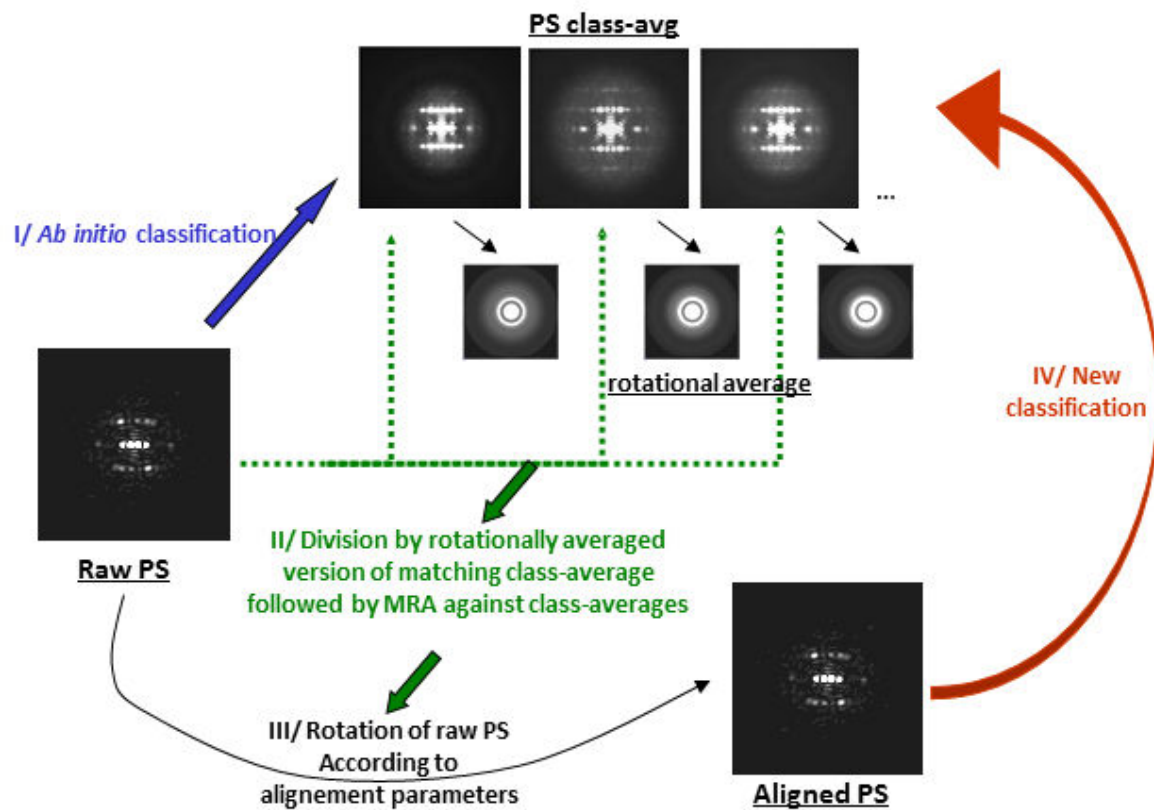 PS class-avg
...
I/ Ab initio classification
rotational average
IV/ New
classification
Raw PS
II/ Division by rotationally averaged
version of matching class-average
followed by MRA against class-averages
III/ Rotation of raw PS
According to
alignement parameters
Aligned PS